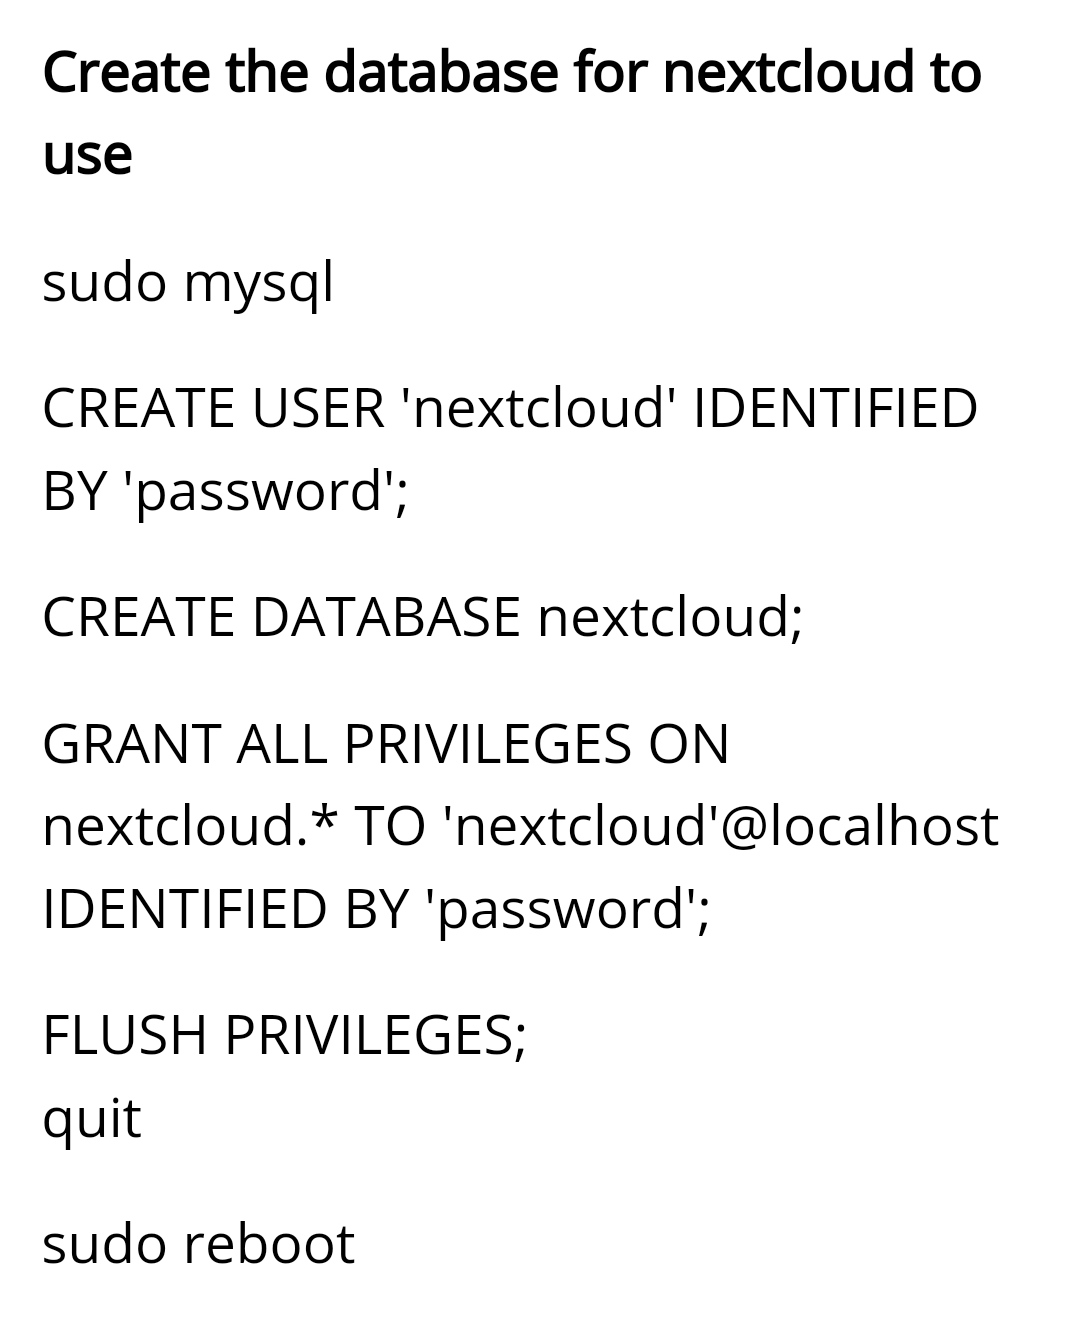 Create the database for nextcloud to
use
sudo mysql
CREATE USER 'nextcloud' IDENTIFIED
BY 'password';
CREATE DATABASE nextcloud;
GRANT ALL PRIVILEGES ON
nextcloud.* TO 'nextcloud'@localhost
IDENTIFIED BY 'password';
FLUSH PRIVILEGES;
quit
sudo reboot